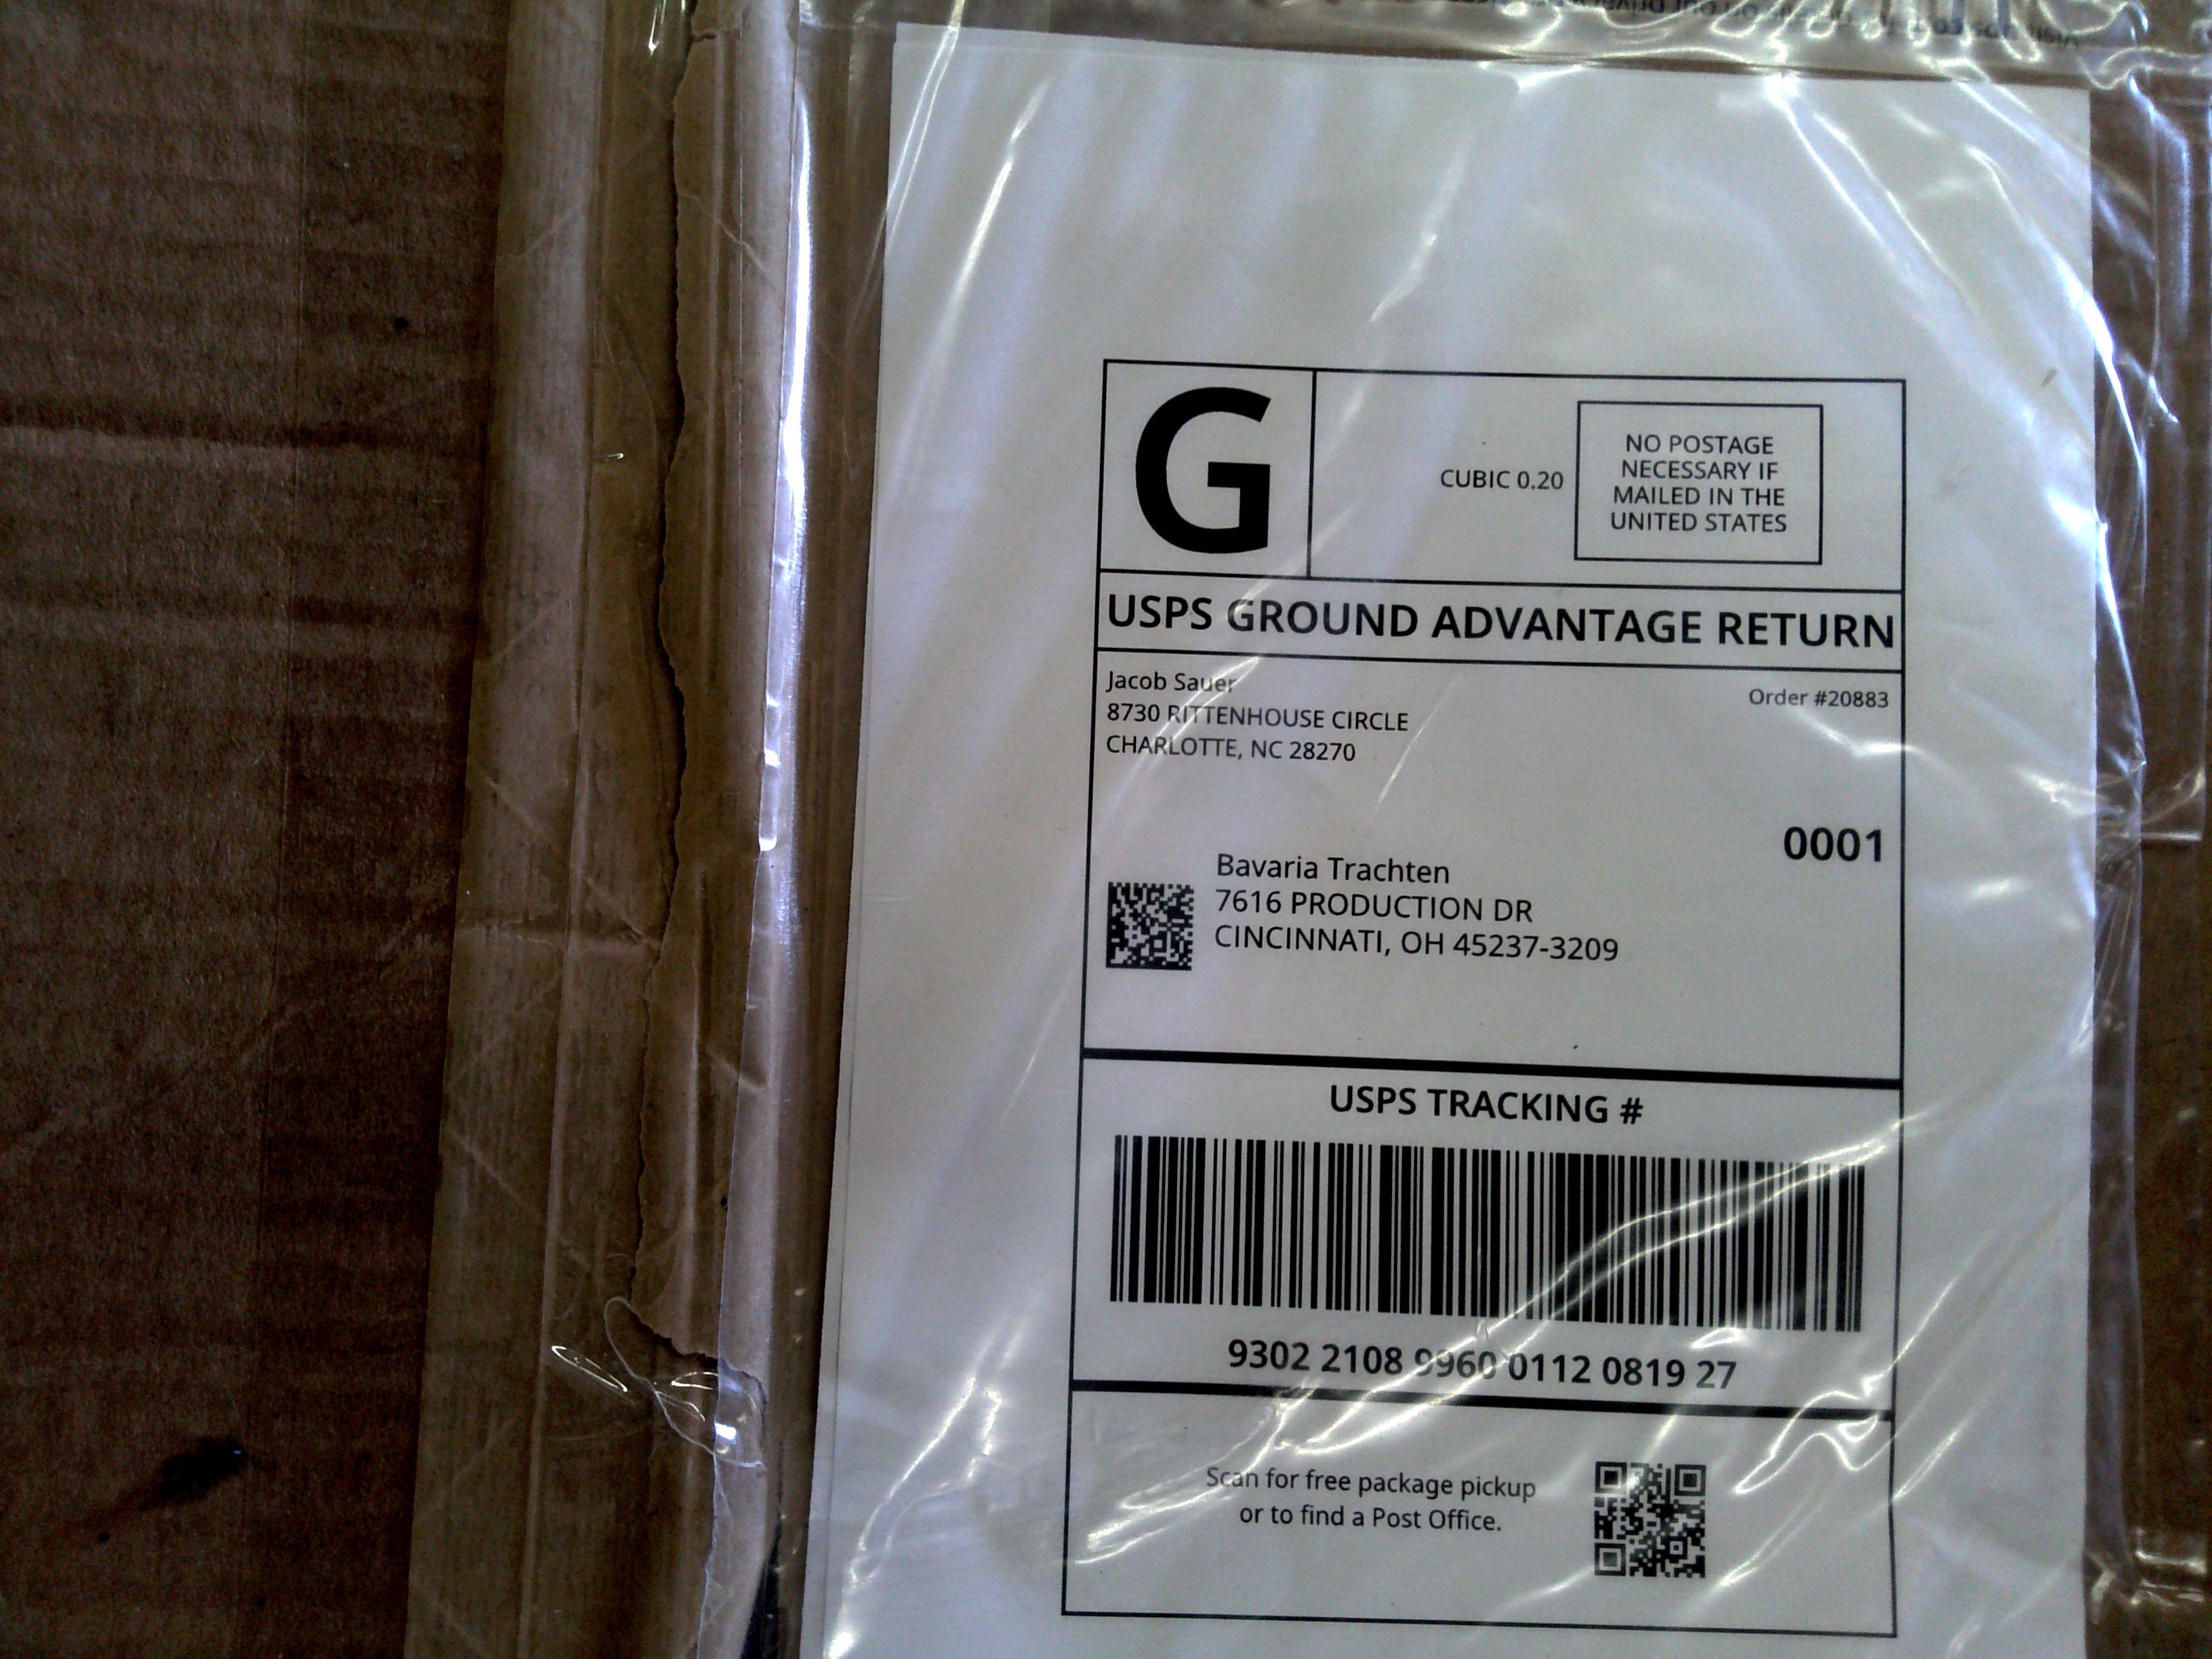 G
CUBIC 0.20
NO POSTAGE
NECESSARY IF
MAILED IN THE
UNITED STATES
USPS GROUND ADVANTAGE RETURN
Jacob Sauer
8730 RITTENHOUSE CIRCLE
CHARLOTTE, NC 28270
Order #20883
0001
Bavaria Trachten
7616 PRODUCTION DR
CINCINNATI, OH 45237-3209
USPS TRACKING #
9302 2108 9960 0112 0819 27
Scan for free package pickup
or to find a Post Office.